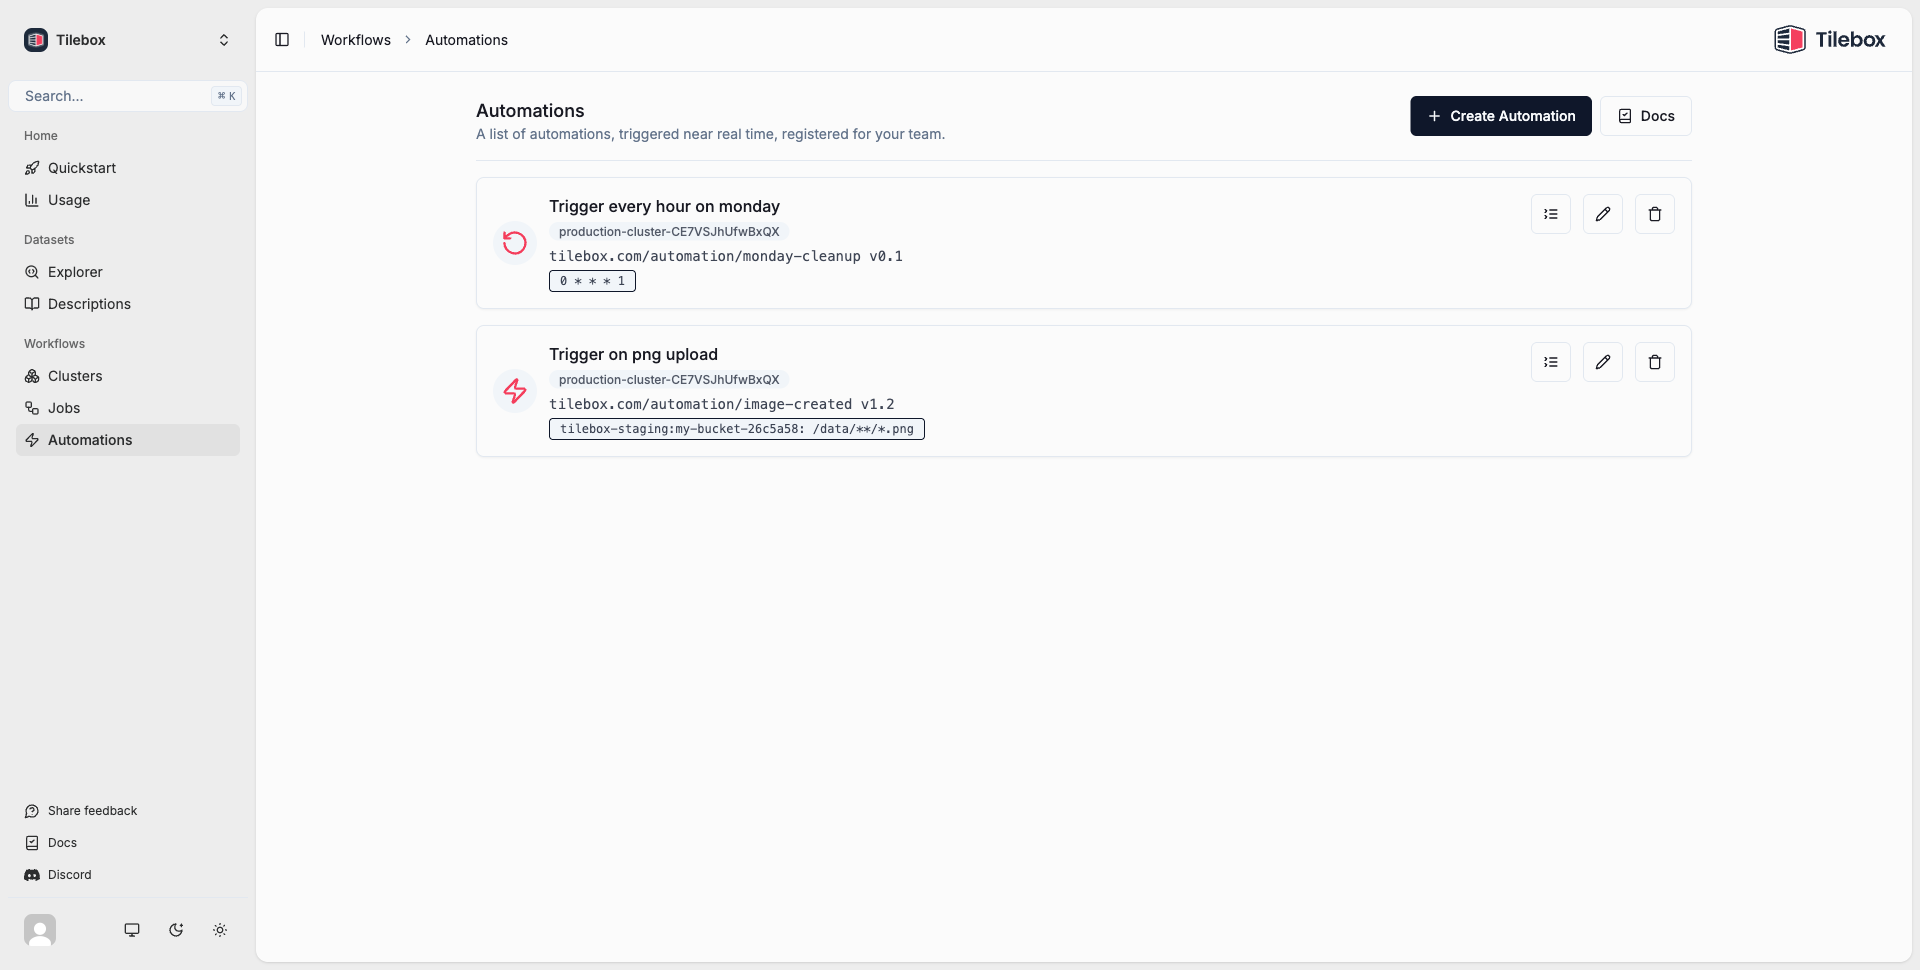 Tilebox
Search...
⌘ K
Home
Quickstart
Usage
Datasets
Explorer
Descriptions
Workflows
Clusters
Jobs
Automations
Share feedback
Docs
Discord
Workflows > Automations
Tilebox
Automations
A list of automations, triggered near real time, registered for your team.
+ Create Automation
Docs
Trigger every hour on monday
production-cluster-CE7VSJhUfwBxQX
tilebox.com/automation/monday-cleanup v0.1
0 * * * 1
Trigger on png upload
production-cluster-CE7VSJhUfwBxQX
tilebox.com/automation/image-created v1.2
tilebox-staging:my-bucket-26c5a58: /data/**/*.png